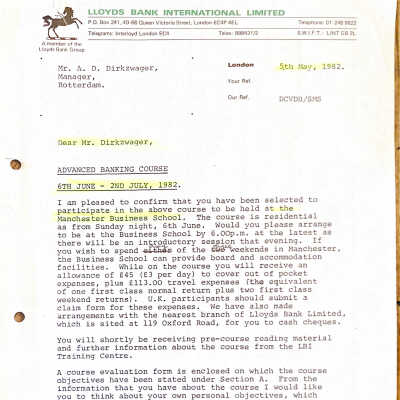 LLOYDS BANK INTERNATIONAL LIMITED
P.O. Box 241, 40-66 Queen Victoria Street, London EC4P 4EL
Telephone: 01-248 9822
Telegrams: Interloyd London EC4
Telex: 888421/2
S.W.I.F.T.- LINT GB 2L
A member of the
Lloyds Bank Group
Mr. A. D. Dirkzwager,
Manager,
Rotterdam.
London
5th May, 1982.
Your Ref.
Our Ref.
DCVDB/SMS
Dear Mr. Dirkzwager,
ADVANCED BANKING COURSE
6TH JUNE - 2ND JULY, 1982.
I am pleased to confirm that you have been selected to
participate in the above course to be held at the
Manchester Business School. The course is residential
as from Sunday night, 6th June. Would you please arrange
to be at the Business School by 6.00p.m. at the latest as
there will be an introductory session that evening. If
you wish to spend either of the weekends in Manchester,
the Business School can provide board and accommodation
facilities. While on the course you will receive an
allowance of £45 (£3 per day) to cover out of pocket
expenses, plus £113.00 travel expenses (the equivalent
of one first class normal return plus two first class
weekend returns). U.K. participants should submit a
claim form for these expenses. We have also made
arrangements with the nearest branch of Lloyds Bank Limited,
which is sited at 119 Oxford Road, for you to cash cheques.
You will shortly be receiving pre-course reading material
and further information about the course from the LBI
Training Centre.
A course evaluation form is enclosed on which the course
objectives have been stated under Section A. From the
information that you have about the course I would like
you to think about your own personal objectives, which